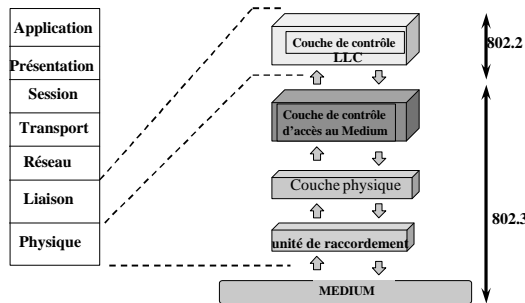 Application
Présentation
Session
Transport
Réseau
Liaison
Physique
Couche de contrôle
LLC
802.2
Couche de contrôle
d'accès au Medium
Couche physique
802.3
unité de raccordement
MEDIUM